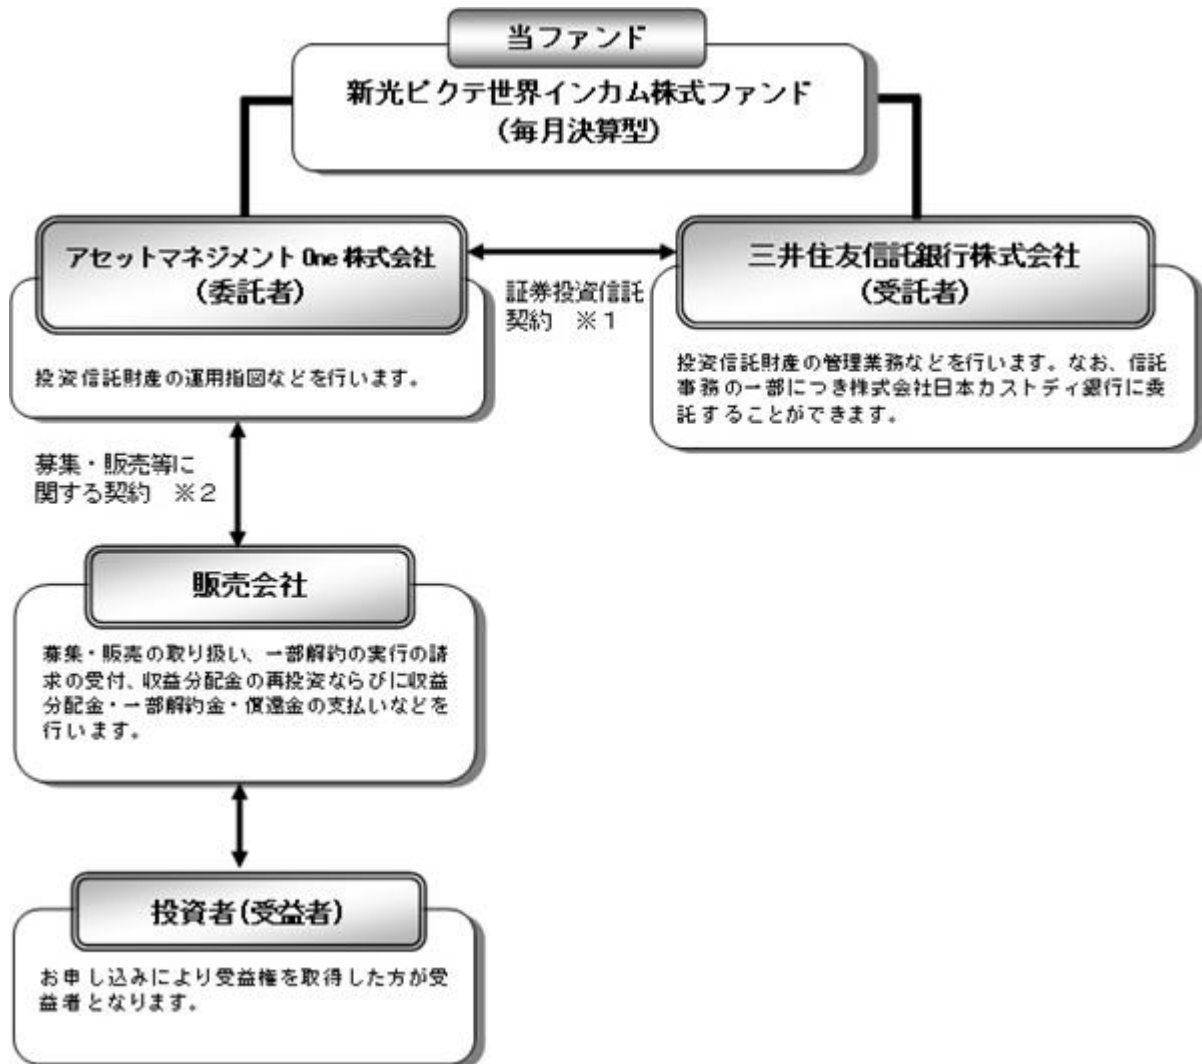 当ファンド
新光ピクテ世界インカム株式ファンド
(毎月決算型)
アセットマネジメント One 株式会社
(委託者)
投資信託財産の運用指図などを行います。
証券投資信託
契約　※１
三井住友信託銀行株式会社
(受託者)
投資信託財産の管理業務などを行います。なお、信託
事務の一部につき株式会社日本カストディ銀行に委
託することができます。
募集・販売等に
関する契約　※２
販売会社
募集・販売の取り扱い、一部解約の実行の請
求の受付、収益分配金の再投資ならびに収益
分配金・一部解約金・償還金の支払いなどを
行います。
投資者(受益者)
お申し込みにより受益権を取得した方が受
益者となります。